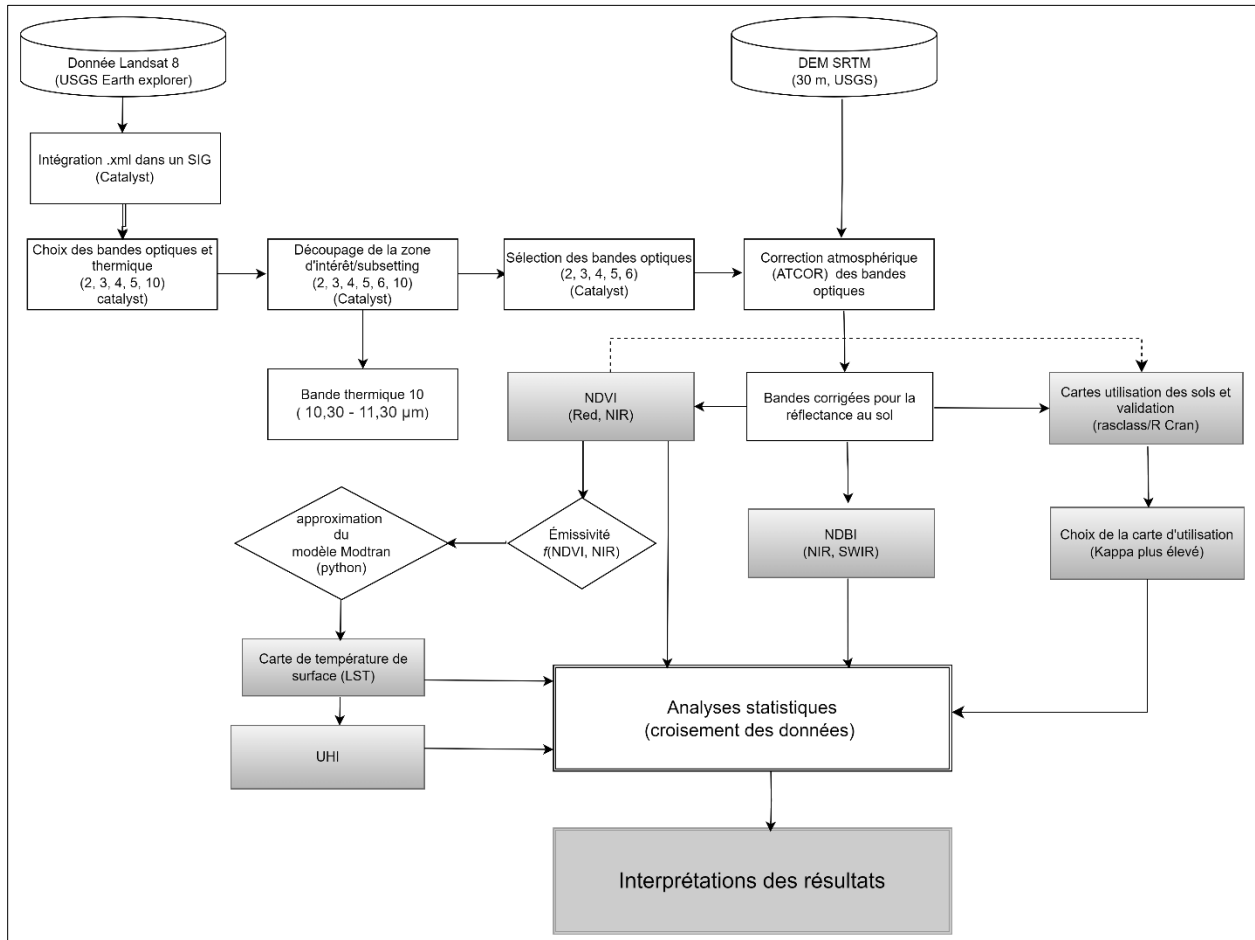 Donnée Landsat 8
(USGS Earth explorer)
DEM SRTM
(30 m, USGS)
Intégration .xml dans un SIG
(Catalyst)
Choix des bandes optiques et
thermique
(2, 3, 4, 5, 10)
catalyst)
Découpage de la zone
d'intérêt/subsetting
(2, 3, 4, 5, 6, 10)
(Catalyst)
Sélection des bandes optiques
(2, 3, 4, 5, 6)
(Catalyst)
Correction atmosphérique
(ATCOR) des bandes
optiques
Bande thermique 10
( 10,30 - 11,30 µm)
NDVI
(Red, NIR)
Bandes corrigées pour la
réflectance au sol
Cartes utilisation des sols et
validation
(rasclass/R Cran)
approximation
du
modèle Modtran
(python)
Émissivité
f(NDVI, NIR)
NDBI
(NIR, SWIR)
Choix de la carte d'utilisation
(Kappa plus élevé)
Carte de température de
surface (LST)
UHI
Analyses statistiques
(croisement des données)
Interprétations des résultats